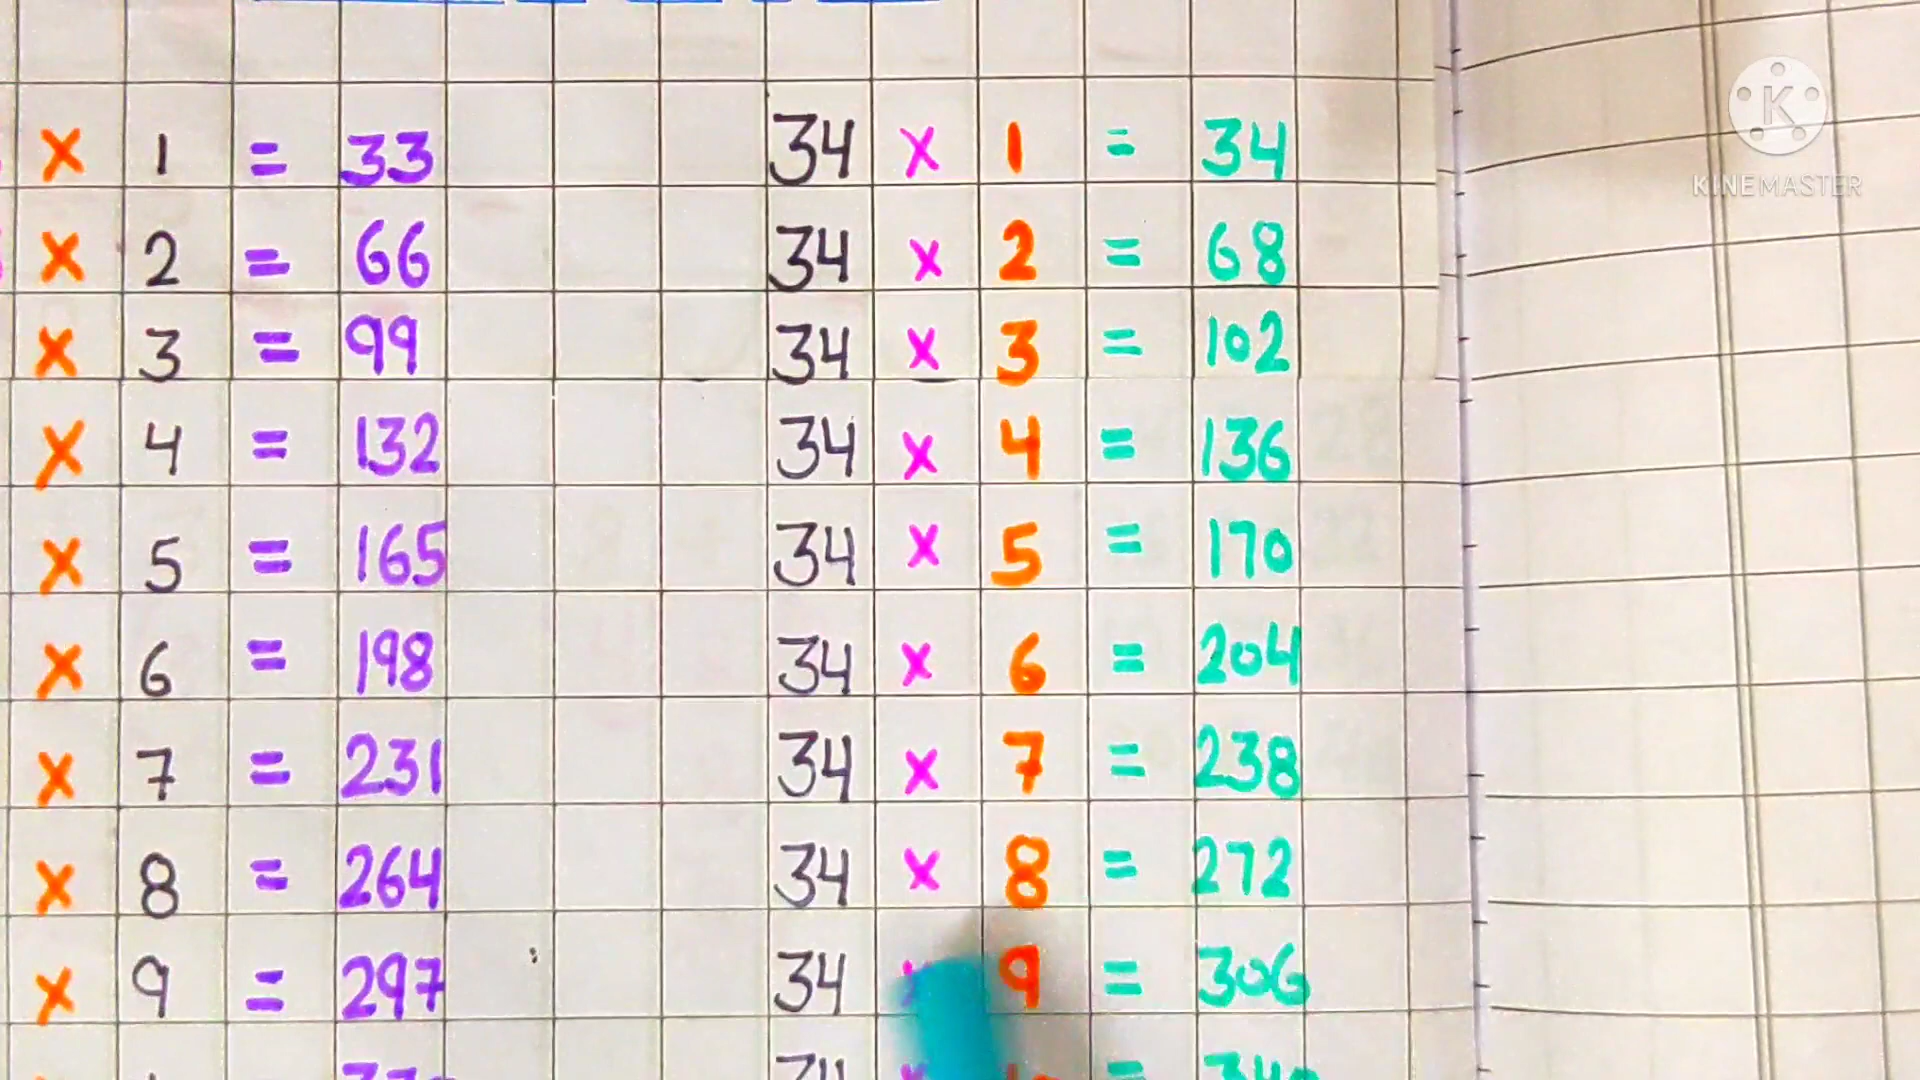 × 1 = 33 34 × 1 = 34
× 2 = 66 34 × 2 = 68
× 3 = 99 34 × 3 = 102
× 4 = 132 34 × 4 = 136
× 5 = 165 34 × 5 = 170
× 6 = 198 34 × 6 = 204
× 7 = 231 34 × 7 = 238
× 8 = 264 34 × 8 = 272
× 9 = 297 34 × 9 = 306
K
KINEMASTER